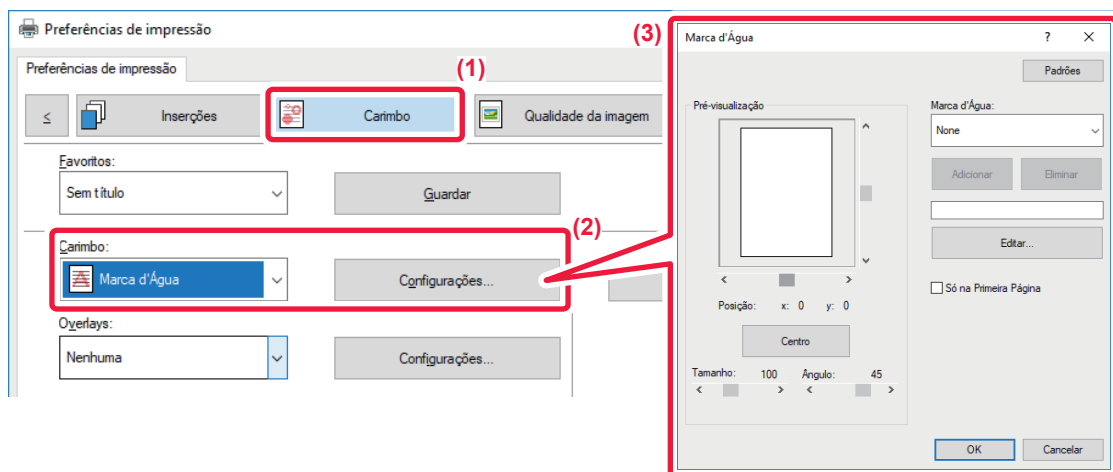 Preferências de impressão
Preferências de impressão
(1)
<
Inserções
Carimbo
Qualidade da imagem
Favoritos:
Sem título
Guardar
(2)
Carimbo:
Marca d'Água
Configurações...
Overlays:
Nenhuma
Configurações...
(3)
Marca d'Água
? ×
Padrões
Pré-visualização
Marca d'Água:
None
Adicionar
Eliminar
Editar...
Só na Primeira Página
Posição: x: 0 y: 0
Centro
Tamanho: 100 Ângulo: 45
OK
Cancelar